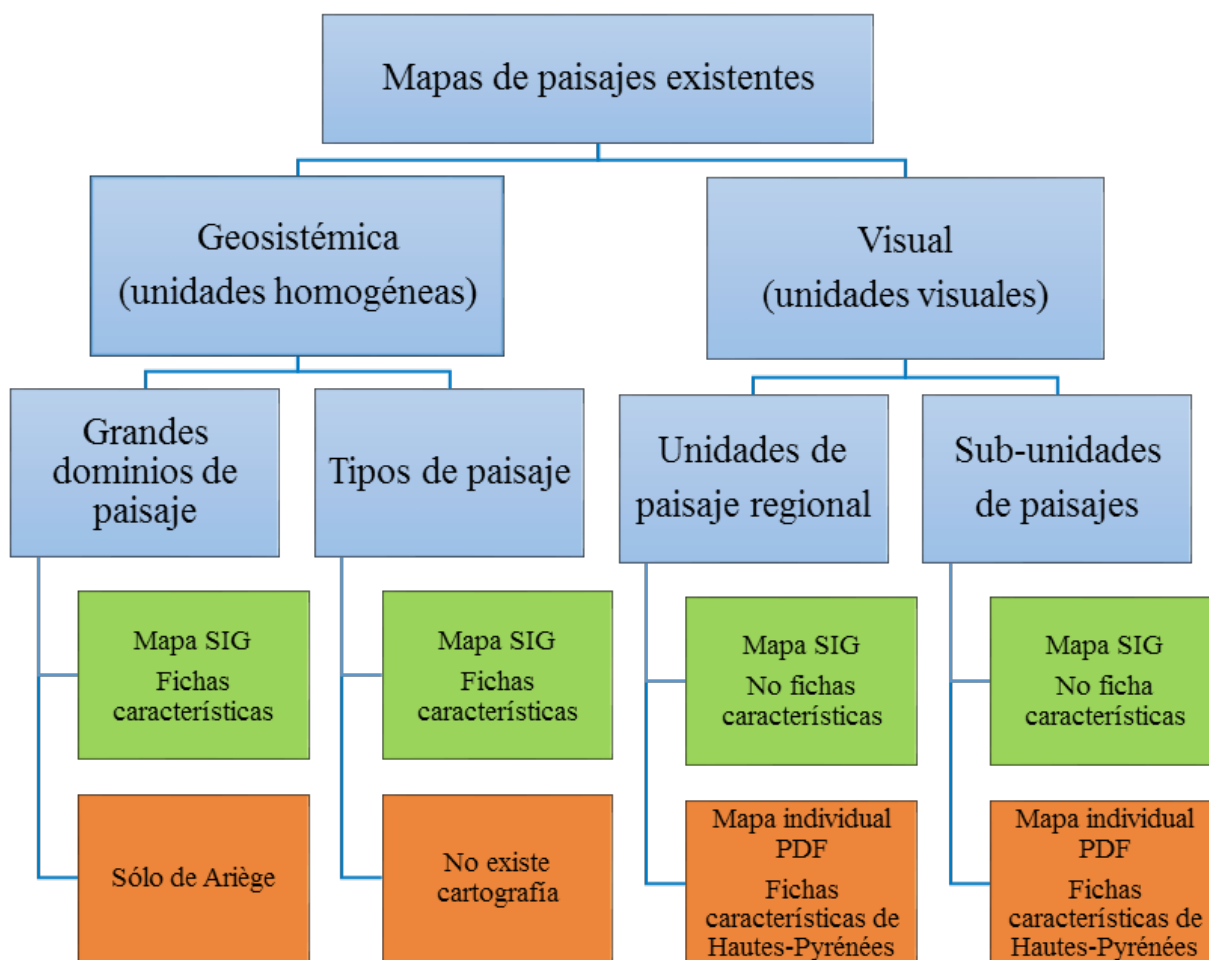 Mapas de paisajes existentes
Geosistémica
(unidades homogéneas)
Visual
(unidades visuales)
Grandes
dominios de
paisaje
Tipos de paisaje
Unidades de
paisaje regional
Sub-unidades
de paisajes
Mapa SIG
Fichas
características
Mapa SIG
Fichas
características
Mapa SIG
No fichas
características
Mapa SIG
No ficha
características
Sólo de Ariège
No existe
cartografía
Mapa individual
PDF
Fichas
características de
Hautes-Pyrénées
Mapa individual
PDF
Fichas
características de
Hautes-Pyrénées